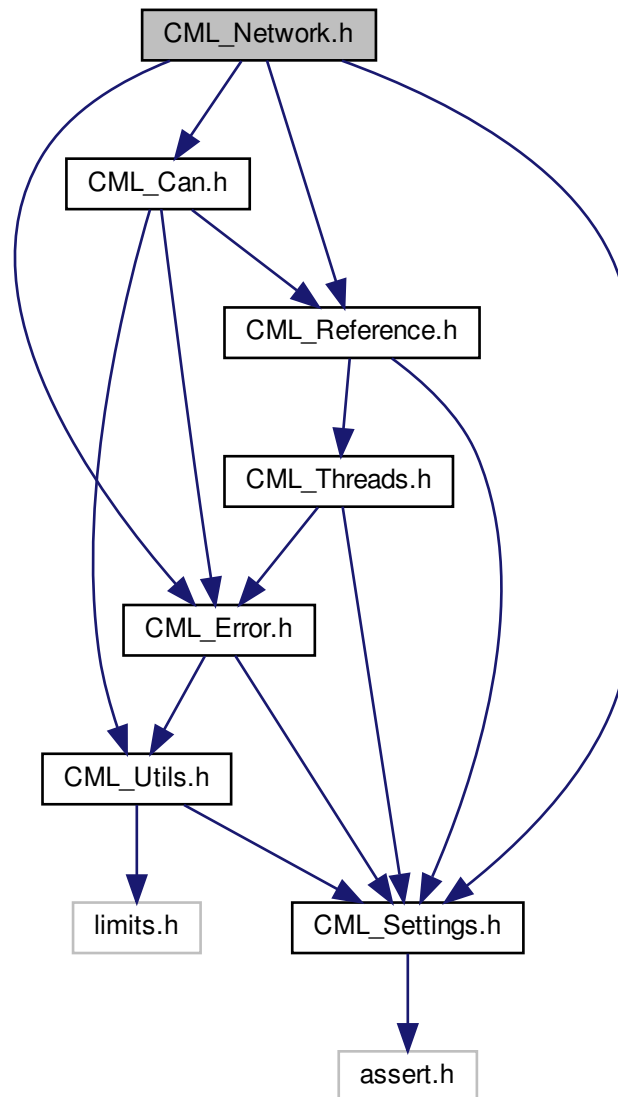 CML_Network.h
CML_Can.h
CML_Reference.h
CML_Threads.h
CML_Error.h
CML_Utils.h
limits.h
CML_Settings.h
assert.h